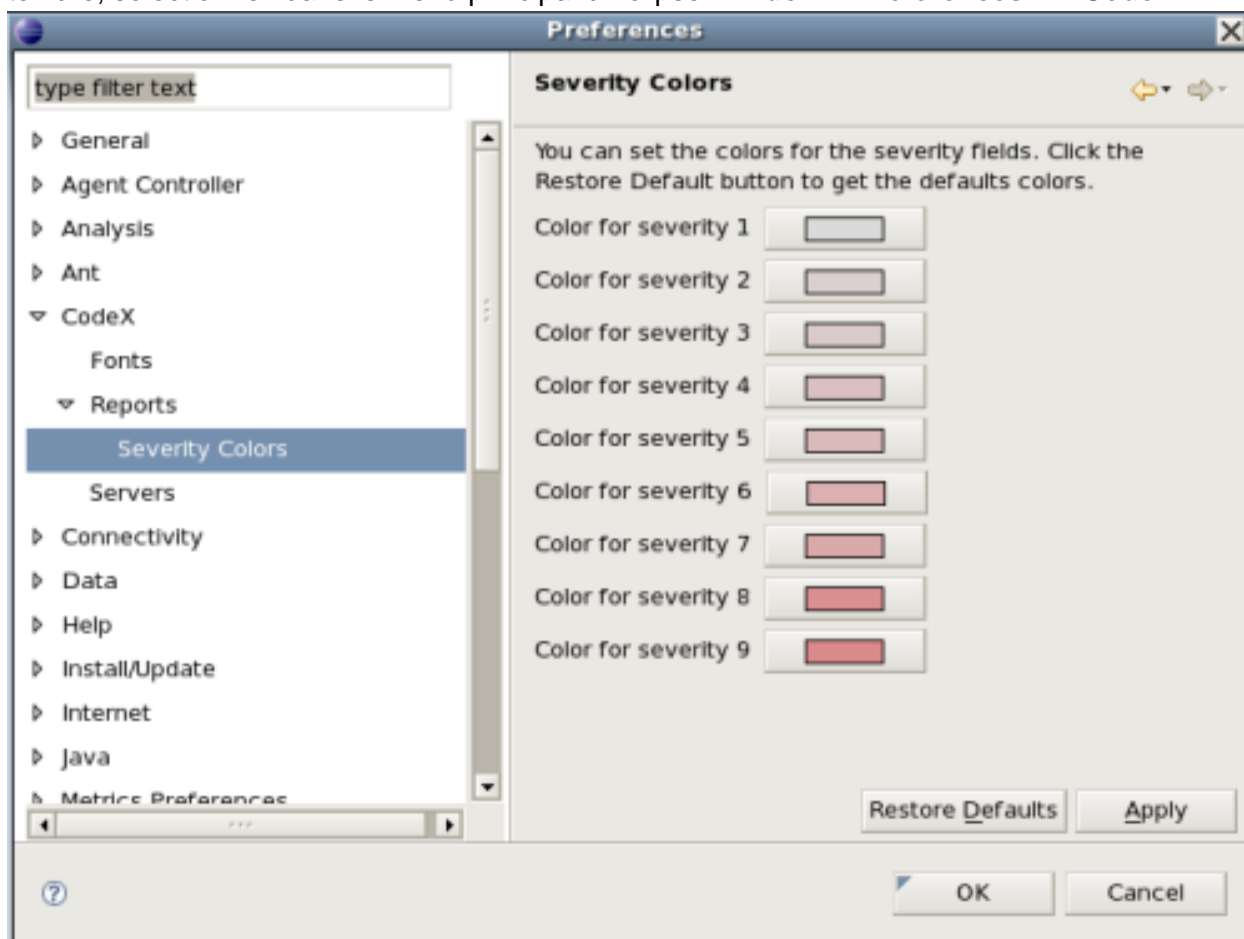 Preferences
type filter text
General
Agent Controller
Analysis
Ant
CodeX
Fonts
Reports
Severity Colors
Servers
Connectivity
Data
Help
Install/Update
Internet
Java
Metrics Preferences
Severity Colors
You can set the colors for the severity fields. Click the
Restore Default button to get the defaults colors.
Color for severity 1
Color for severity 2
Color for severity 3
Color for severity 4
Color for severity 5
Color for severity 6
Color for severity 7
Color for severity 8
Color for severity 9
Restore Defaults
Apply
OK
Cancel